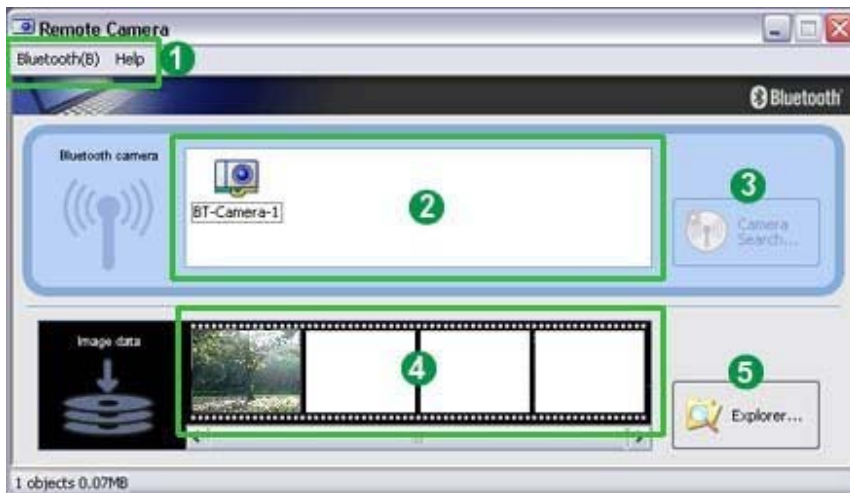 Remote Camera
Bluetooth(B) Help
1
Bluetooth
Bluetooth camera
BT-Camera-1
2
3
Camera
Search...
Image data
4
5
Explorer...
1 objects 0.07MB